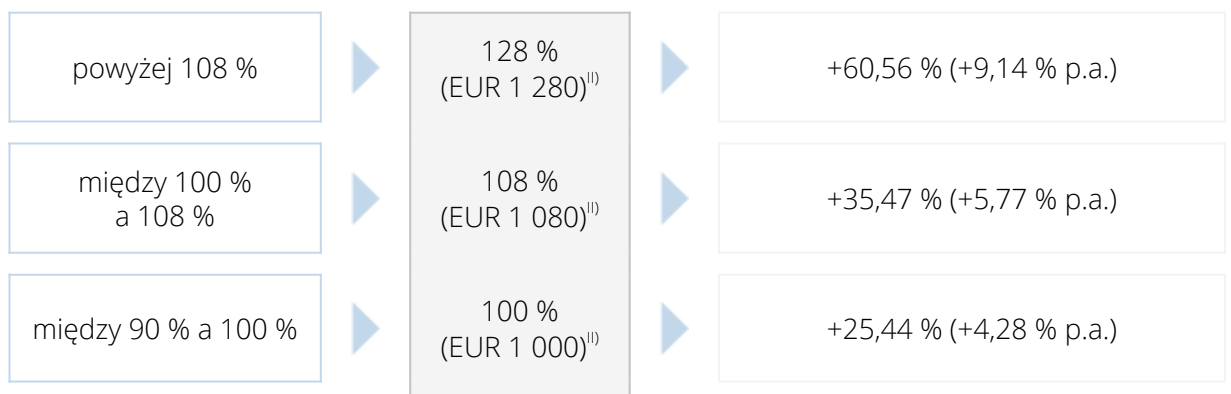 powyżej 108 %
128 %
(EUR 1 280)II)
+60,56 % (+9,14 % p.a.)
między 100 %
a 108 %
108 %
(EUR 1 080)II)
+35,47 % (+5,77 % p.a.)
między 90 % a 100 %
100 %
(EUR 1 000)II)
+25,44 % (+4,28 % p.a.)